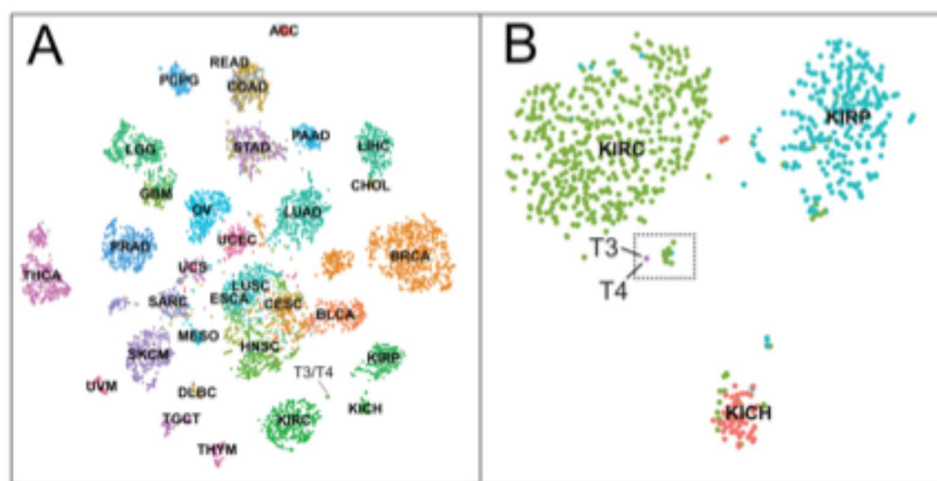 A
ACC
READ
PCPG
COAD
LGG
STAD
PAAD
LIHC
GBM
CHOL
OV
LUAD
PRAD
UCEC
BRCA
THCA
UCS
LUSC
ESCA
SARC
CESC
BLCA
MESO
HNSC
SKCM
KIRP
T3/T4
UVM
DLBC
KICH
TGCT
KIRC
THYM
B
KIRP
KIRC
T3
T4
KICH